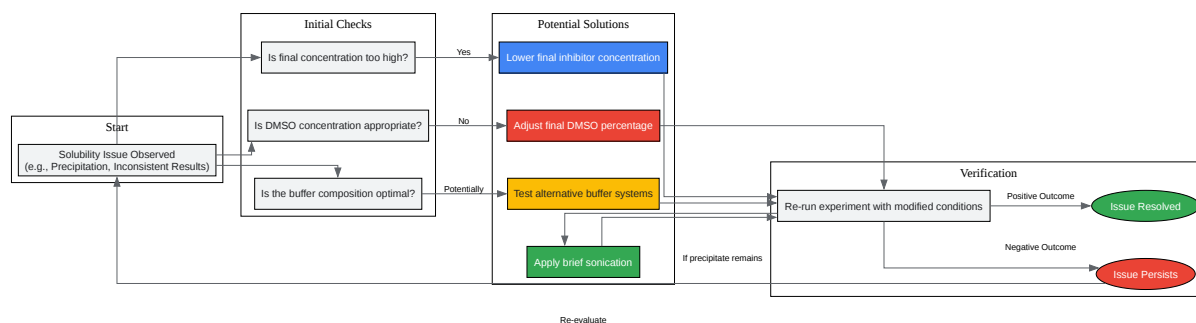 Initial Checks
Potential Solutions
Is final concentration too high?
Yes
Lower final inhibitor concentration
Start
Is DMSO concentration appropriate?
No
Adjust final DMSO percentage
Solubility Issue Observed
(e.g., Precipitation, Inconsistent Results)
Verification
Is the buffer composition optimal?
Potentially
Test alternative buffer systems
Re-run experiment with modified conditions
Positive Outcome
Issue Resolved
Apply brief sonication
If precipitate remains
Negative Outcome
Issue Persists
Re-evaluate